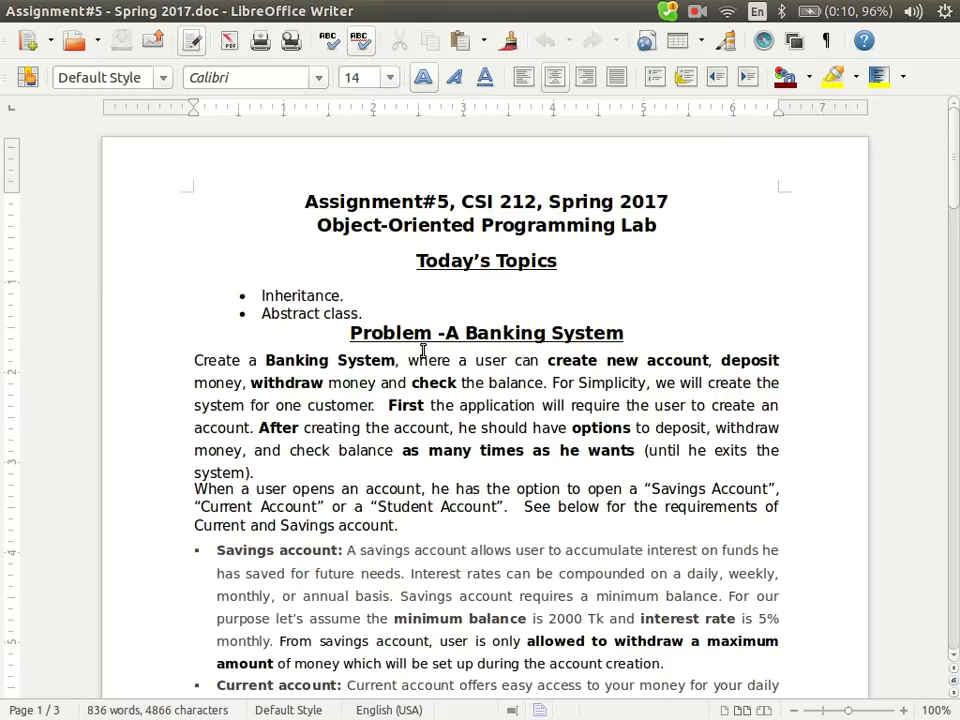 Assignment#5 - Spring 2017.doc - LibreOffice Writer
En
(0:10, 96%)
Default Style
Calibri
14
1 2 3 4 5 6 7
Assignment#5, CSI 212, Spring 2017
Object-Oriented Programming Lab
Today’s Topics
• Inheritance.
• Abstract class.
Problem -A Banking System
Create a Banking System, where a user can create new account, deposit
money, withdraw money and check the balance. For Simplicity, we will create the
system for one customer. First the application will require the user to create an
account. After creating the account, he should have options to deposit, withdraw
money, and check balance as many times as he wants (until he exits the
system).
When a user opens an account, he has the option to open a “Savings Account”,
“Current Account” or a “Student Account”. See below for the requirements of
Current and Savings account.
▪ Savings account: A savings account allows user to accumulate interest on funds he
has saved for future needs. Interest rates can be compounded on a daily, weekly,
monthly, or annual basis. Savings account requires a minimum balance. For our
purpose let’s assume the minimum balance is 2000 Tk and interest rate is 5%
monthly. From savings account, user is only allowed to withdraw a maximum
amount of money which will be set up during the account creation.
▪ Current account: Current account offers easy access to your money for your daily
Page 1 / 3
836 words, 4866 characters
Default Style
English (USA)
100%